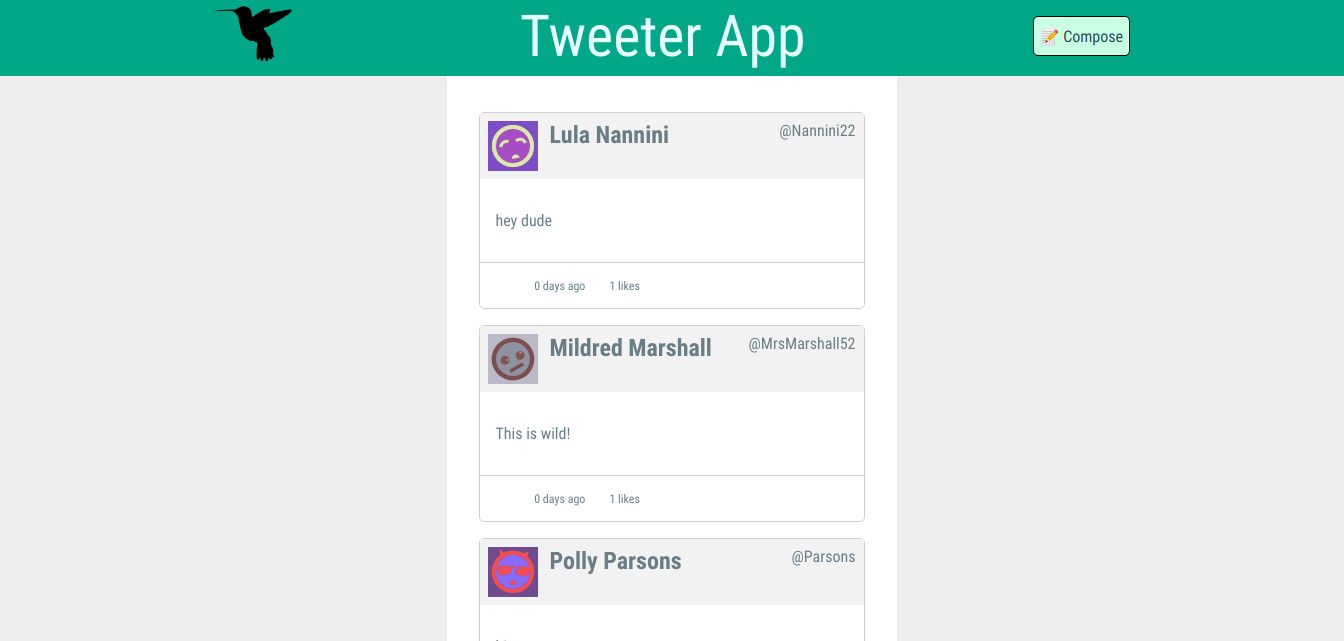 Tweeter App
📝 Compose
Lula Nannini @Nannini22
hey dude
0 days ago 1 likes
Mildred Marshall @MrsMarshall52
This is wild!
0 days ago 1 likes
Polly Parsons @Parsons